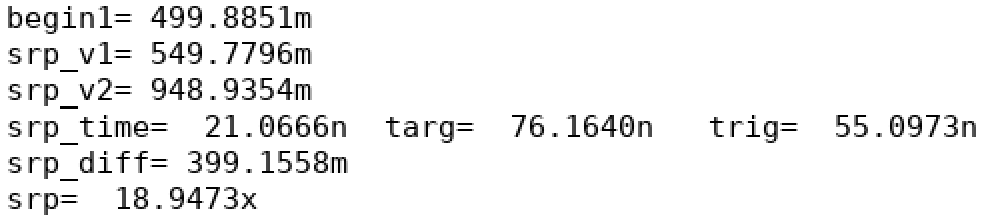 begin1= 499.8851m
srp_v1= 549.7796m
srp_v2= 948.9354m
srp_time=  21.0666n  targ=  76.1640n   trig=  55.0973n
srp_diff= 399.1558m
srp=  18.9473x